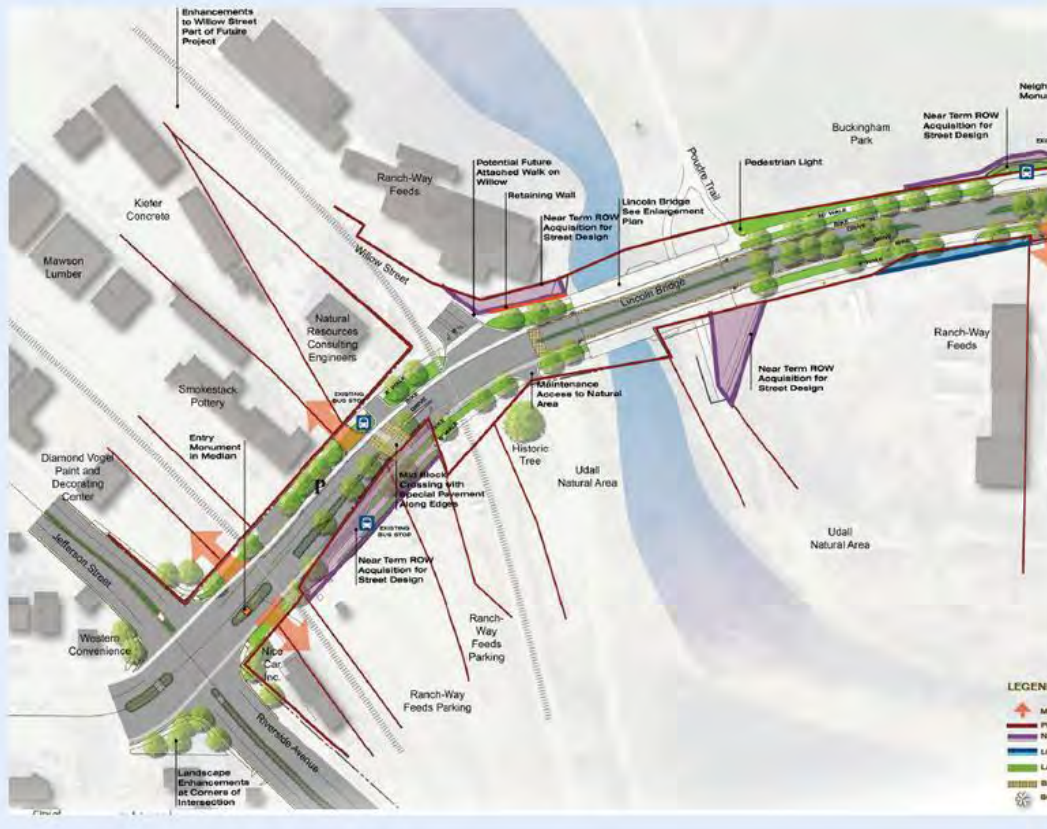 Enhancements
to Willow Street
Part of Future
Project
Kiefer
Concrete
Mawson
Lumber
Ranch-Way
Feeds
Willow Street
Potential Future
Attached Walk on
Willow
Retaining Wall
Near Term ROW
Acquisition for
Street Design
Lincoln Bridge
See Enlargement
Plan
Poudre Trail
Pedestrian Light
Buckingham
Park
Near Term ROW
Acquisition for
Street Design
Lincoln Bridge
Natural
Resources
Consulting
Engineers
Smokestack
Pottery
EXISTING
BUS STOP
Entry
Monument
in Median
Diamond Vogel
Paint and
Decorating
Center
Jefferson Street
Western
Convenience
Mid Block
Crossing with
Special Pavement
Along Edges
P
EXISTING
BUS STOP
Near Term ROW
Acquisition for
Street Design
Maintenance
Access to Natural
Area
Historic
Tree
Udall
Natural Area
Near Term ROW
Acquisition for
Street Design
Ranch-Way
Feeds
Udall
Natural Area
Ranch-
Way
Feeds
Parking
Ranch-Way
Feeds Parking
Nice
Car
Inc.
Riverside Avenue
Landscape
Enhancements
at Corners of
Intersection